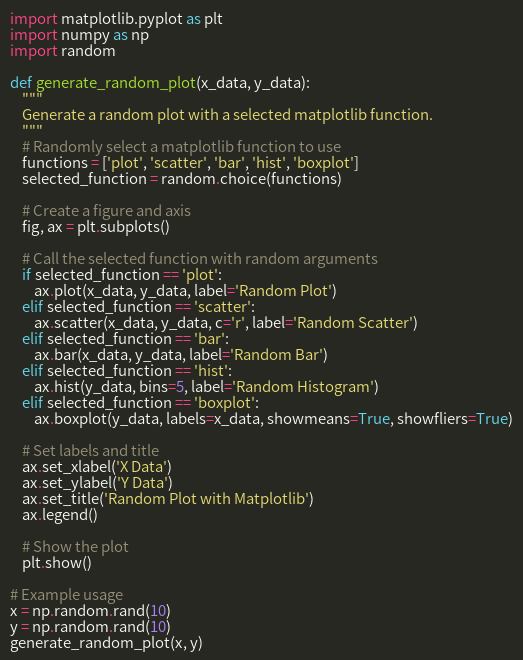 import matplotlib.pyplot as plt
import numpy as np
import random

def generate_random_plot(x_data, y_data):
    """
    Generate a random plot with a selected matplotlib function.
    """
    # Randomly select a matplotlib function to use
    functions = ['plot', 'scatter', 'bar', 'hist', 'boxplot']
    selected_function = random.choice(functions)

    # Create a figure and axis
    fig, ax = plt.subplots()

    # Call the selected function with random arguments
    if selected_function == 'plot':
        ax.plot(x_data, y_data, label='Random Plot')
    elif selected_function == 'scatter':
        ax.scatter(x_data, y_data, c='r', label='Random Scatter')
    elif selected_function == 'bar':
        ax.bar(x_data, y_data, label='Random Bar')
    elif selected_function == 'hist':
        ax.hist(y_data, bins=5, label='Random Histogram')
    elif selected_function == 'boxplot':
        ax.boxplot(y_data, labels=x_data, showmeans=True, showfliers=True)

    # Set labels and title
    ax.set_xlabel('X Data')
    ax.set_ylabel('Y Data')
    ax.set_title('Random Plot with Matplotlib')
    ax.legend()

    # Show the plot
    plt.show()

# Example usage
x = np.random.rand(10)
y = np.random.rand(10)
generate_random_plot(x, y)